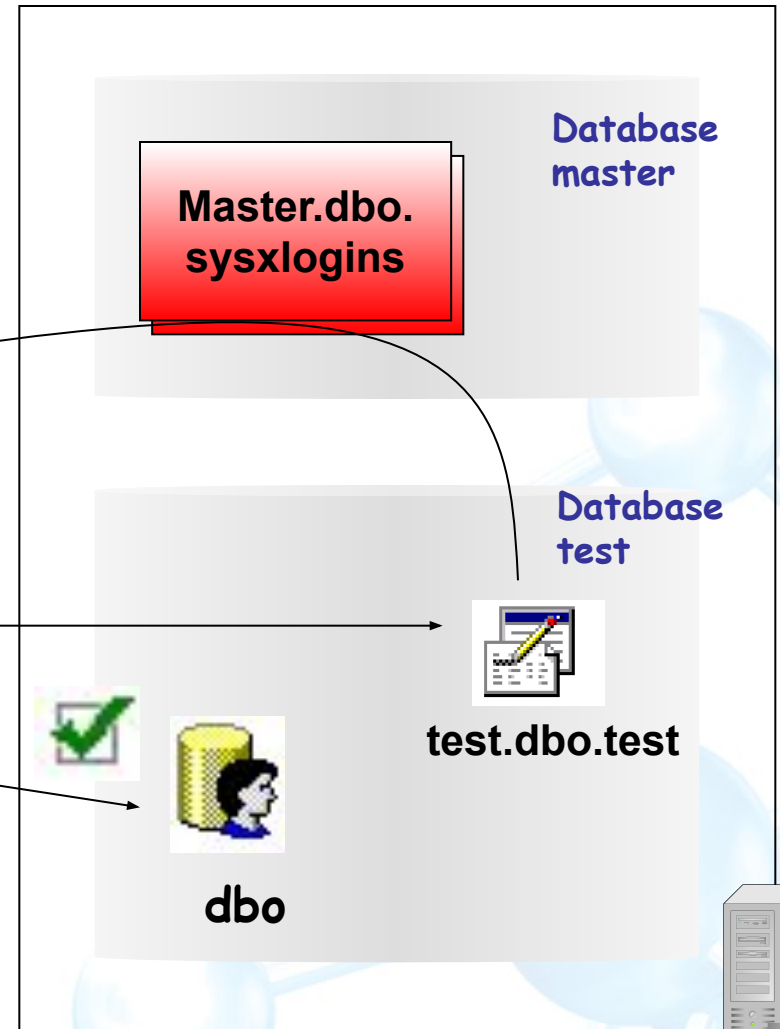 Database
master
Master.dbo.
sysxlogins
Database
test
test.dbo.test
dbo